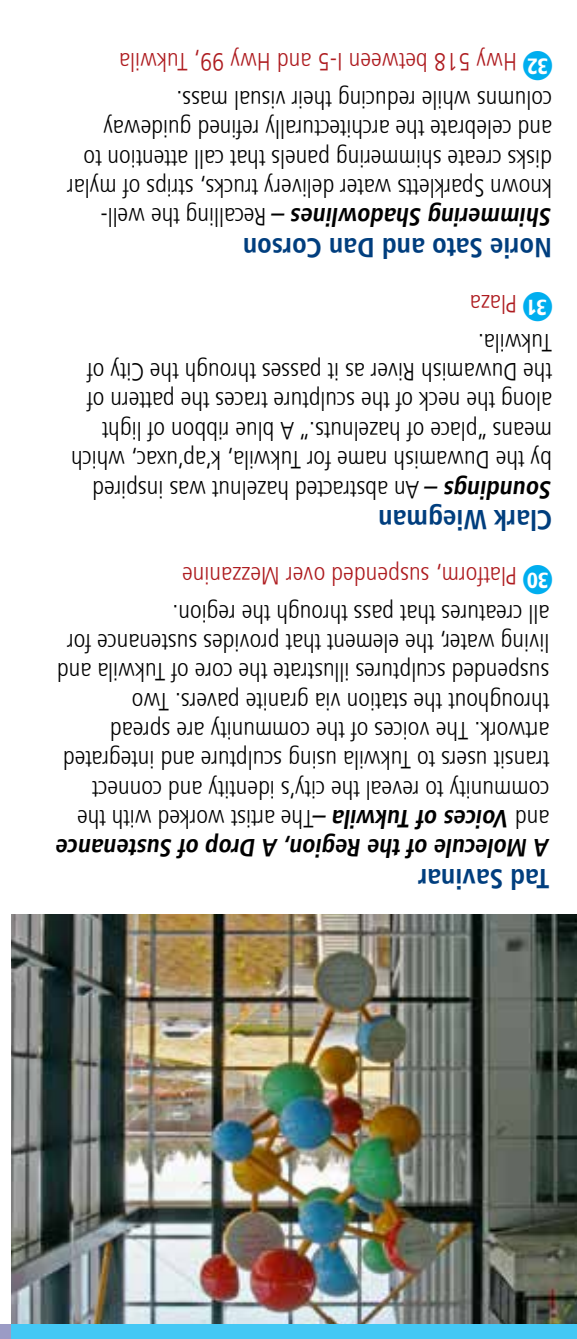 Tad Savinar
A Molecule of the Region, A Drop of Sustenance
and Voices of Tukwila –The artist worked with the
community to reveal the city's identity and connect
transit users to Tukwila using sculpture and integrated
artwork. The voices of the community are spread
throughout the station via granite pavers. Two
suspended sculptures illustrate the core of Tukwila and
living water, the element that provides sustenance for
all creatures that pass through the region.
30 Platform, suspended over Mezzanine
Clark Wiegman
Soundings – An abstracted hazelnut was inspired
by the Duwamish name for Tukwila, k'ap'uxac, which
means "place of hazelnuts." A blue ribbon of light
along the neck of the sculpture traces the pattern of
the Duwamish River as it passes through the City of
Tukwila.
31 Plaza
Norie Sato and Dan Corson
Shimmering Shadowlines – Recalling the well-
known Sparkletts water delivery trucks, strips of mylar
disks create shimmering panels that call attention to
and celebrate the architecturally refined guideway
columns while reducing their visual mass.
32 Hwy 518 between I-5 and Hwy 99, Tukwila